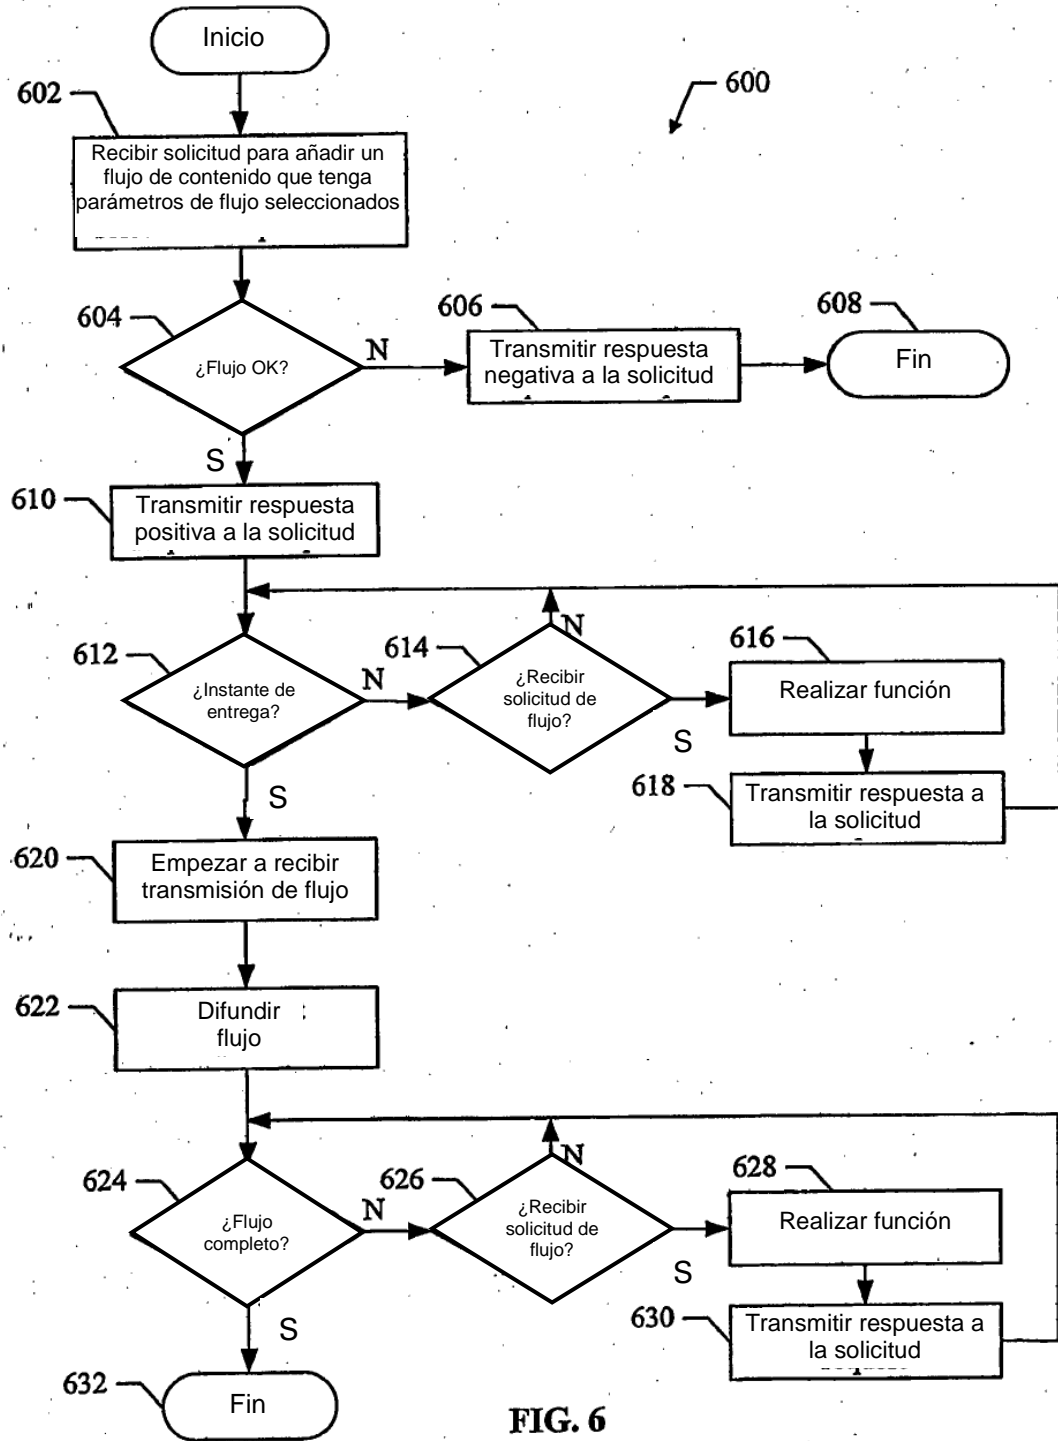 Inicio
600
602
Recibir solicitud para añadir un
flujo de contenido que tenga
parámetros de flujo seleccionados
604
¿Flujo OK?
N
606
Transmitir respuesta
negativa a la solicitud
608
Fin
S
610
Transmitir respuesta
positiva a la solicitud
612
¿Instante de
entrega?
N
614
¿Recibir
solicitud de
flujo?
N
S
616
Realizar función
618
Transmitir respuesta a
la solicitud
S
620
Empezar a recibir
transmisión de flujo
622
Difundir
flujo
624
¿Flujo
completo?
N
626
¿Recibir
solicitud de
flujo?
N
S
628
Realizar función
630
Transmitir respuesta a
la solicitud
S
632
Fin
FIG. 6